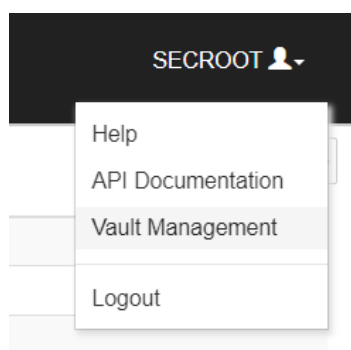 SECROOT
Help
API Documentation
Vault Management
Logout